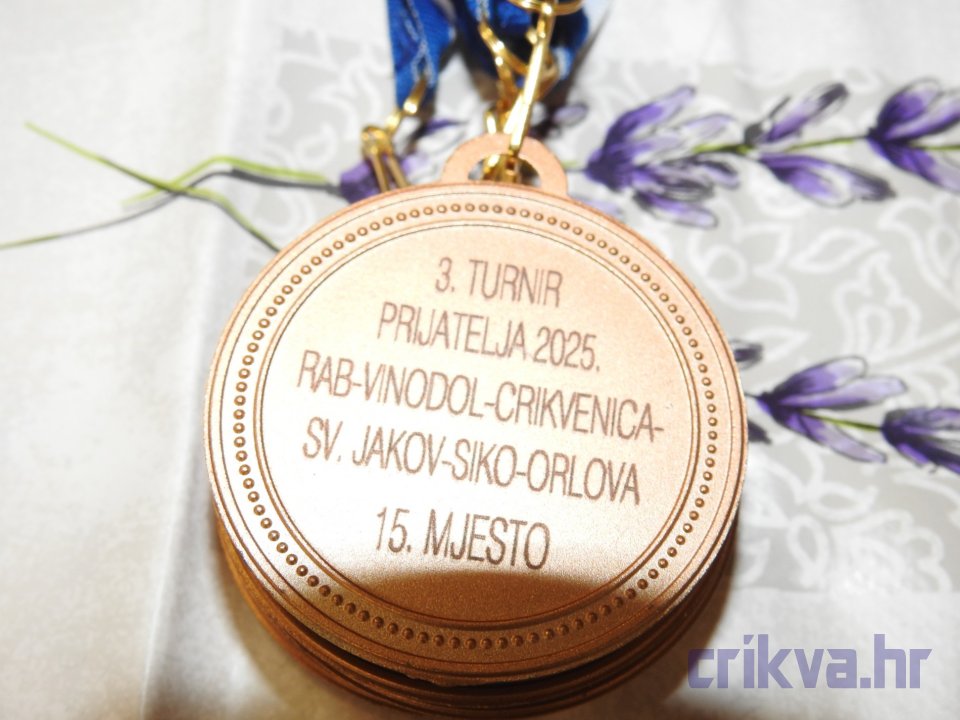 3. TURNIR
PRIJATELJA 2025.
RAB-VINODOL-CRIKVENICA-
SV. JAKOV-SIKO-ORLOVA
15. MJESTO
crikva.hr